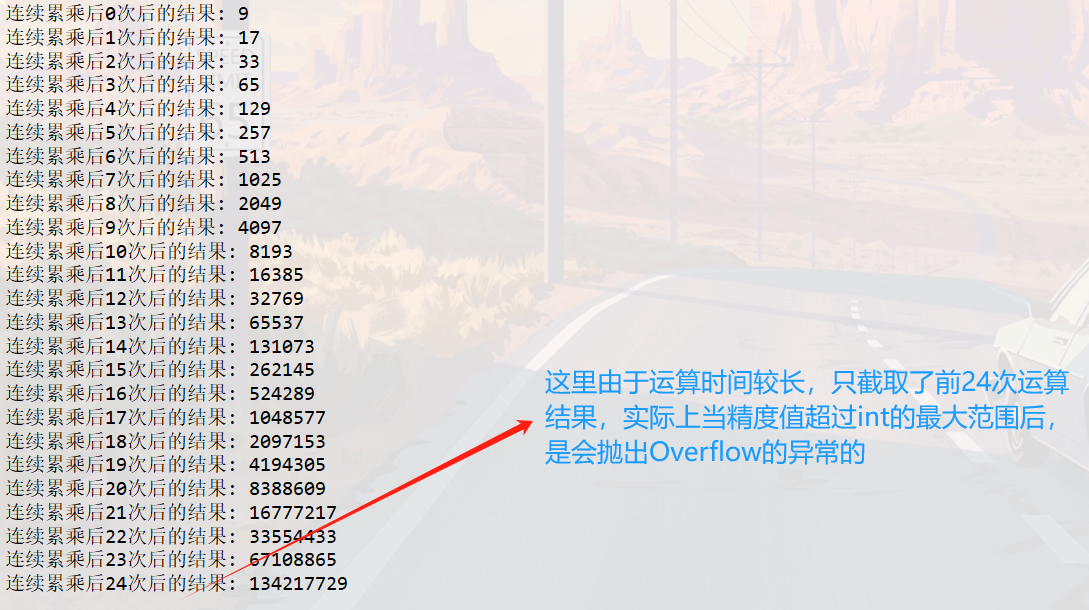 连续累乘后0次后的结果: 9
连续累乘后1次后的结果: 17
连续累乘后2次后的结果: 33
连续累乘后3次后的结果: 65
连续累乘后4次后的结果: 129
连续累乘后5次后的结果: 257
连续累乘后6次后的结果: 513
连续累乘后7次后的结果: 1025
连续累乘后8次后的结果: 2049
连续累乘后9次后的结果: 4097
连续累乘后10次后的结果: 8193
连续累乘后11次后的结果: 16385
连续累乘后12次后的结果: 32769
连续累乘后13次后的结果: 65537
连续累乘后14次后的结果: 131073
连续累乘后15次后的结果: 262145
连续累乘后16次后的结果: 524289
连续累乘后17次后的结果: 1048577
连续累乘后18次后的结果: 2097153
连续累乘后19次后的结果: 4194305
连续累乘后20次后的结果: 8388609
连续累乘后21次后的结果: 16777217
连续累乘后22次后的结果: 33554433
连续累乘后23次后的结果: 67108865
连续累乘后24次后的结果: 134217729
这里由于运算时间较长，只截取了前24次运算
结果，实际上当精度值超过int的最大范围后，
是会抛出Overflow的异常的